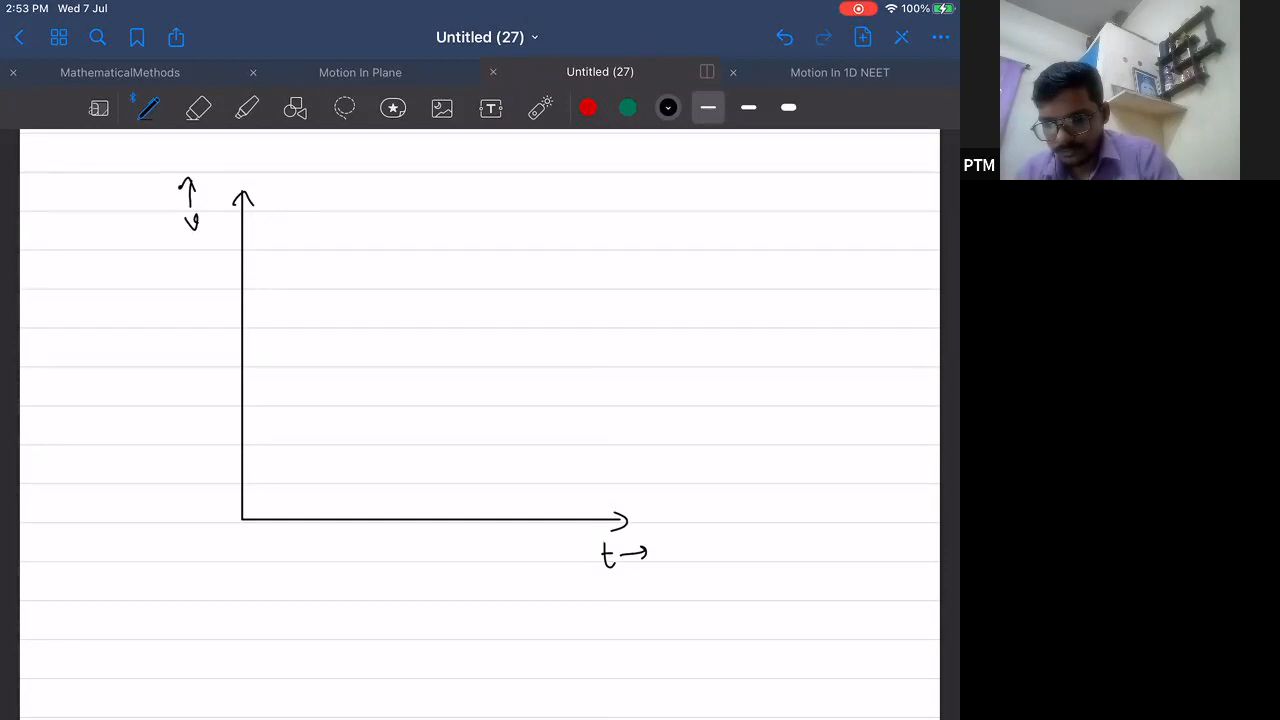 2:53 PM Wed 7 Jul 100%
Untitled (27)
MathematicalMethods Motion In Plane Untitled (27) Motion In 1D NEET
T
PTM
v
t →